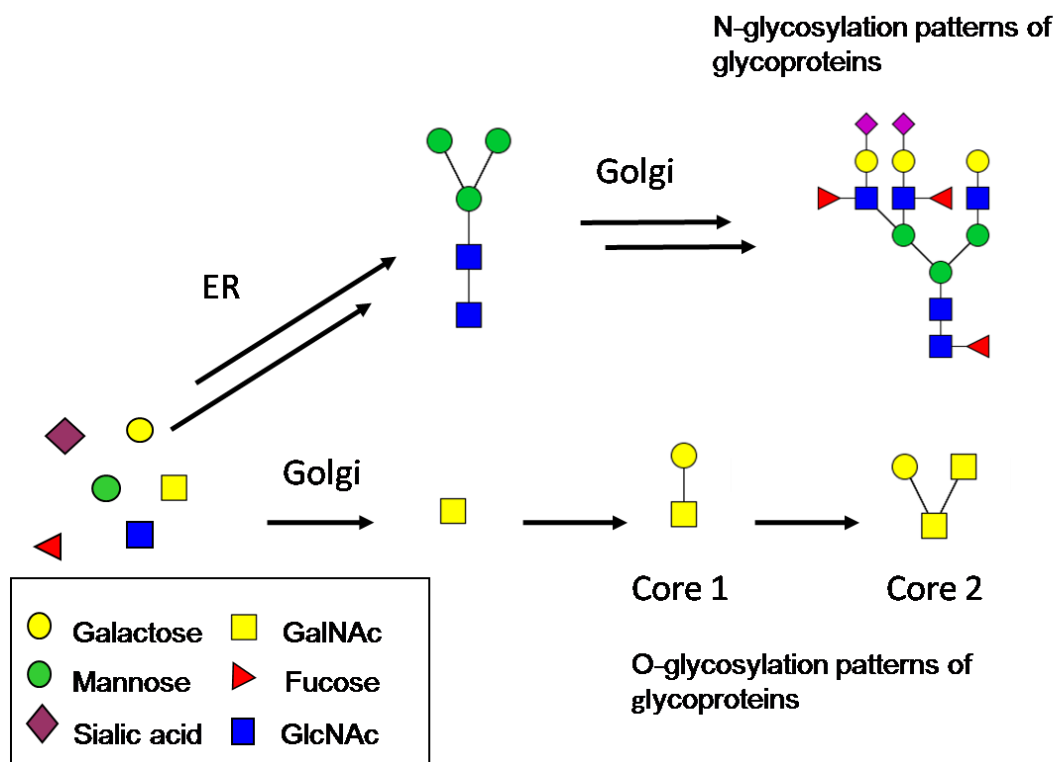 N-glycosylation patterns of
glycoproteins
Golgi
ER
Golgi
Core 1
Core 2
Galactose
GalNAc
Mannose
Fucose
Sialic acid
GlcNAc
O-glycosylation patterns of
glycoproteins